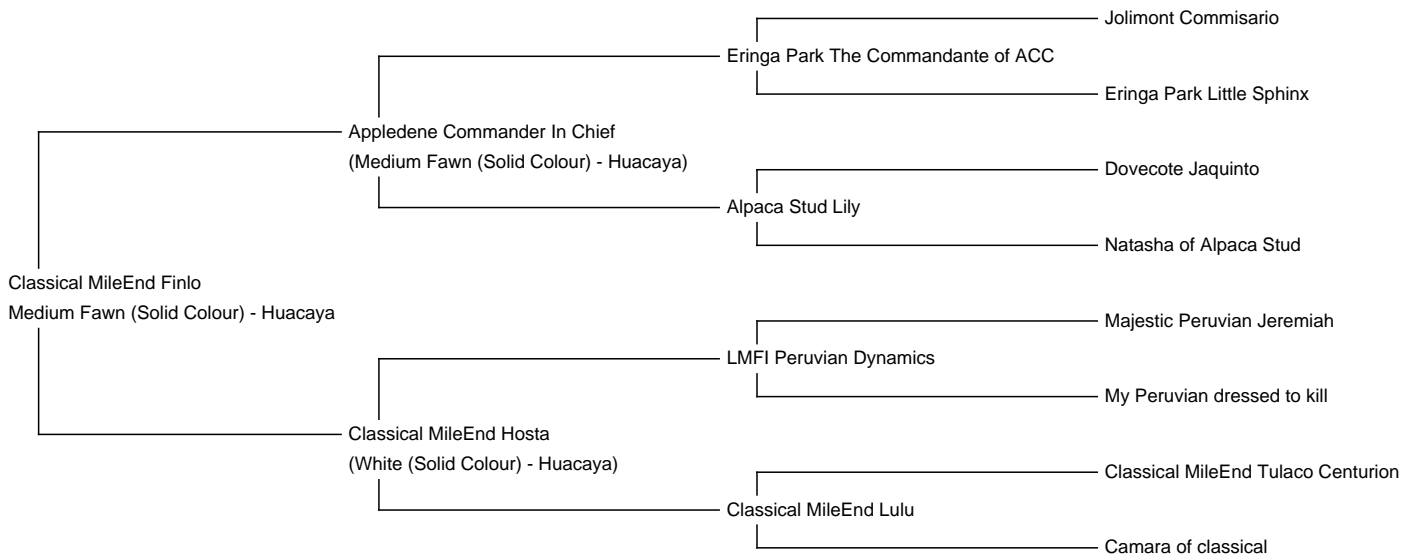 Jolimont Commisario
Eringa Park The Commandante of ACC
Eringa Park Little Sphinx
Appledene Commander In Chief
(Medium Fawn (Solid Colour) - Huacaya)
Dovecote Jaquinto
Alpaca Stud Lily
Natasha of Alpaca Stud
Classical MileEnd Finlo
Medium Fawn (Solid Colour) - Huacaya
Majestic Peruvian Jeremiah
LMFI Peruvian Dynamics
My Peruvian dressed to kill
Classical MileEnd Hosta
(White (Solid Colour) - Huacaya)
Classical MileEnd Tulaco Centurion
Classical MileEnd Lulu
Camara of classical